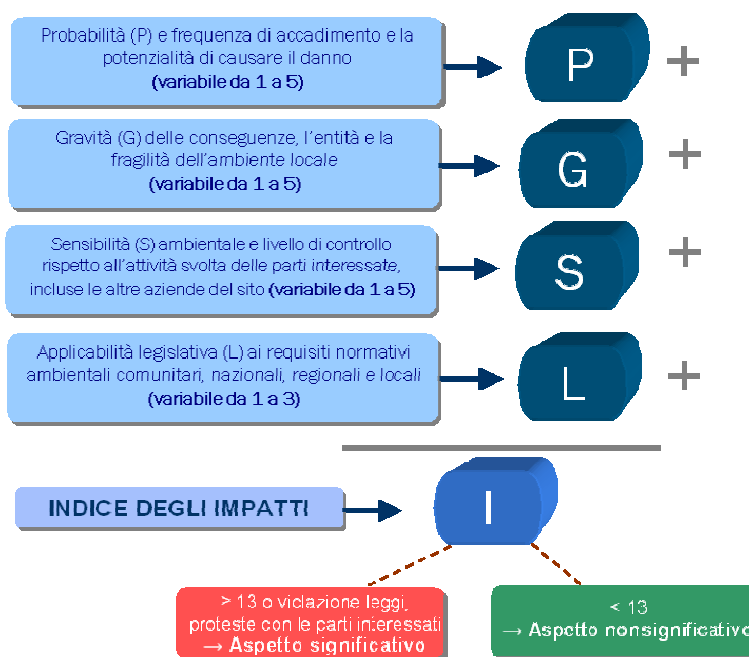 Probabilità (P) e frequenza di accadimento e la
potenzialità di causare il danno
(variabile da 1 a 5)
P +
Gravità (G) delle conseguenze, l'entità e la
fragilità dell'ambiente locale
(variabile da 1 a 5)
G +
Sensibilità (S) ambientale e livello di controllo
rispetto all'attività svolta delle parti interessate,
incluse le altre aziende del sito (variabile da 1 a 5)
S +
Applicabilità legislativa (L) ai requisiti normativi
ambientali comunitari, nazionali, regionali e locali
(variabile da 1 a 3)
L +
INDICE DEGLI IMPATTI
I
> 13 o violazione leggi,
proteste con le parti interessati
→ Aspetto significativo
< 13
→ Aspetto nonsignificativo